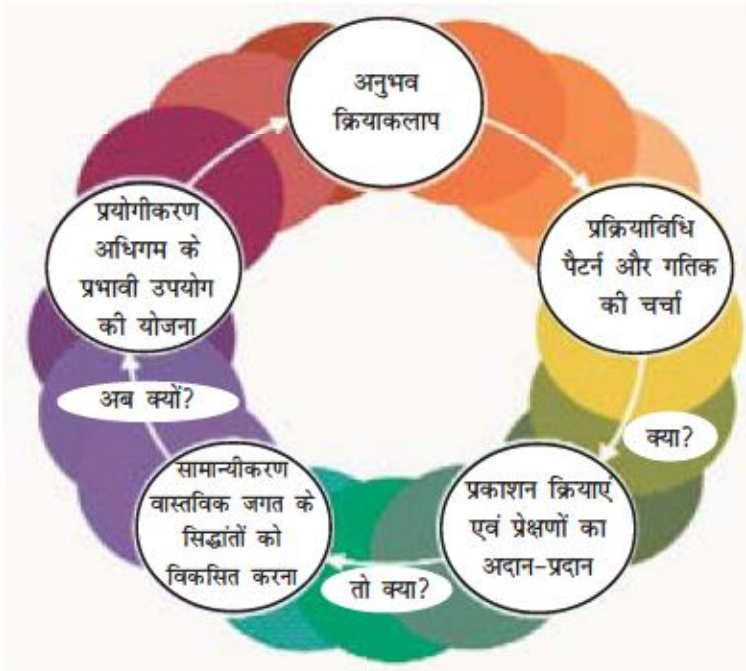 अनुभव
क्रियाकलाप
प्रक्रियाविधि
पैटर्न और गतिक
की चर्चा
क्या?
प्रकाशन क्रियाएं
एवं प्रेक्षणों का
अदान-प्रदान
तो क्या?
सामान्यीकरण
वास्तविक जगत के
सिद्धांतों को
विकसित करना
अब क्यों?
प्रयोगीकरण
अधिगम के
प्रभावी उपयोग
की योजना